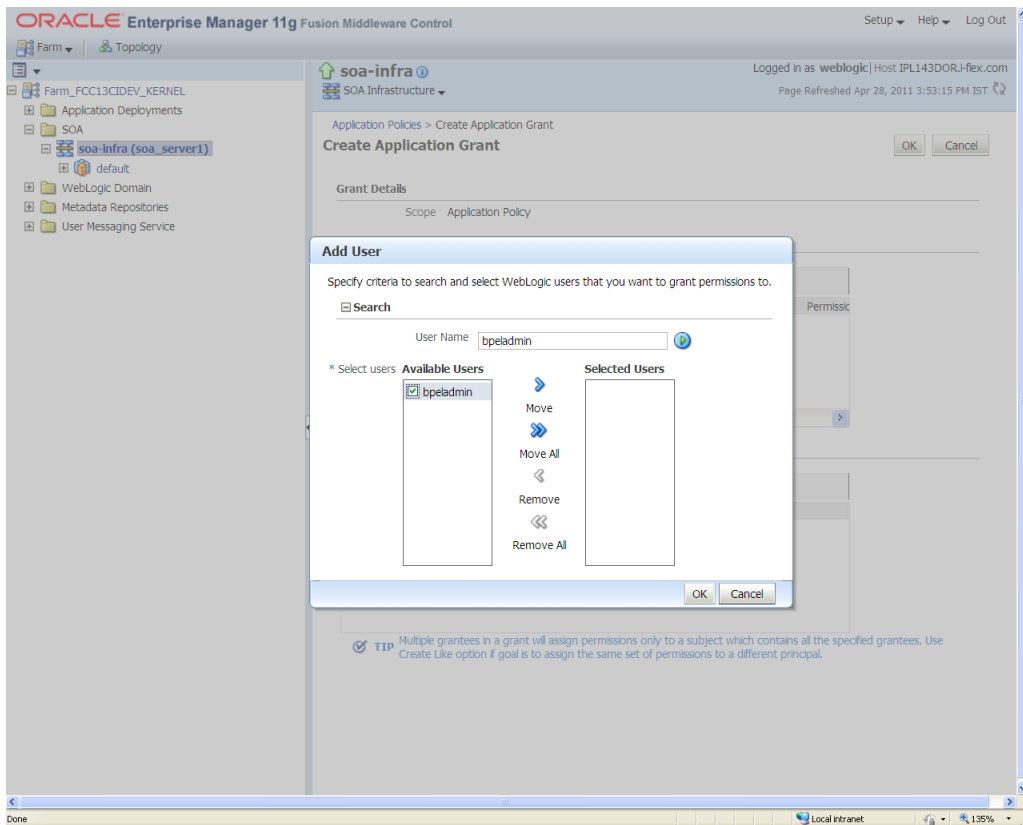 ORACLE Enterprise Manager 11g Fusion Middleware Control
Setup Help Log Out
Farm Topology
Farm_FCC13CIDEV_KERNEL
Application Deployments
SOA
soa-infra (soa_server1)
default
WebLogic Domain
Metadata Repositories
User Messaging Service
soa-infra
SOA Infrastructure
Logged in as weblogic | Host IPL143DOR.i-flex.com
Page Refreshed Apr 28, 2011 3:53:15 PM IST
Application Policies > Create Application Grant
Create Application Grant
OK Cancel
Grant Details
Scope Application Policy
Permissic
Add User
Specify criteria to search and select WebLogic users that you want to grant permissions to.
Search
User Name bpeladmin
* Select users Available Users Selected Users
bpeladmin
Move
Move All
Remove
Remove All
OK Cancel
TIP Multiple grantees in a grant will assign permissions only to a subject which contains all the specified grantees. Use
Create Like option if goal is to assign the same set of permissions to a different principal.
Done Local intranet 135%